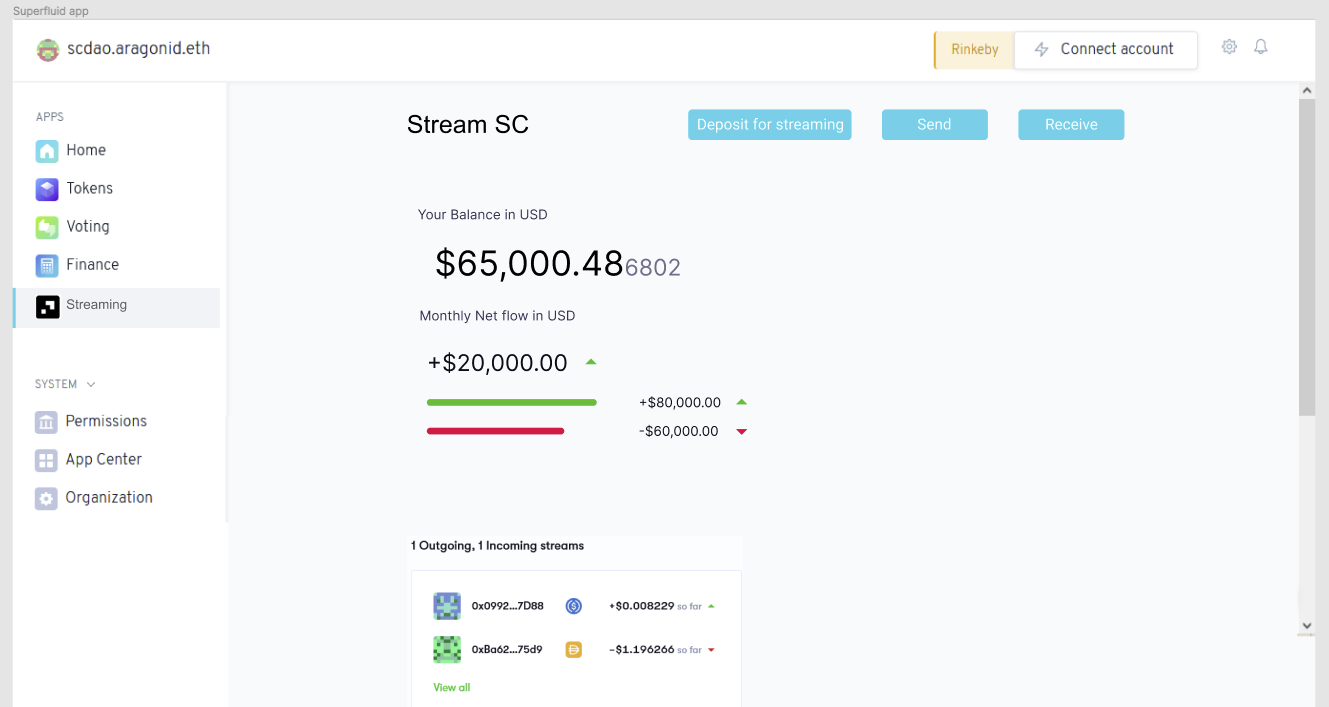 Superfluid app
scdao.aragonid.eth
Rinkeby
Connect account
APPS
Home
Tokens
Voting
Finance
Streaming
SYSTEM
Permissions
App Center
Organization
Stream SC
Deposit for streaming
Send
Receive
Your Balance in USD
$65,000.486802
Monthly Net flow in USD
+$20,000.00
+$80,000.00
-$60,000.00
1 Outgoing, 1 Incoming streams
0x0992...7D88 +$0.008229 so far
0xBa62...75d9 -$1.196266 so far
View all